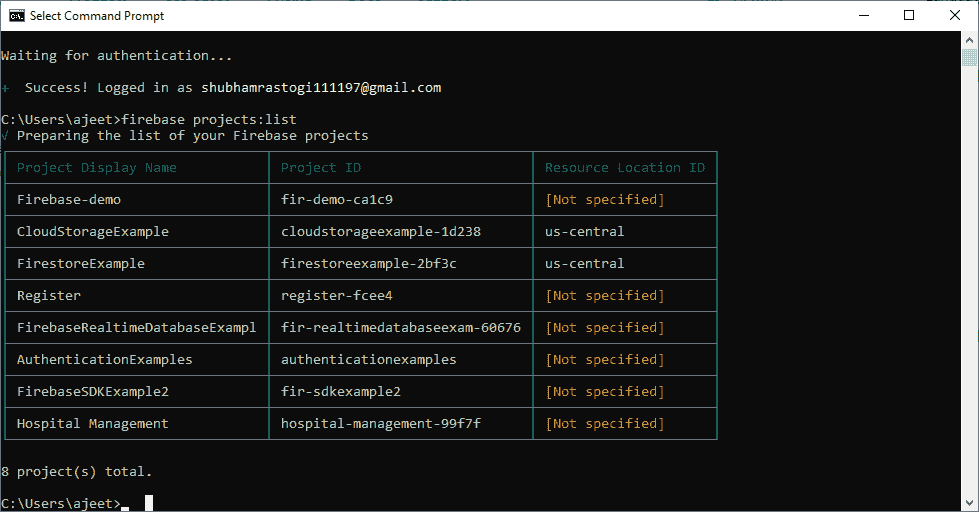 Select Command Prompt
Waiting for authentication...
+ Success! Logged in as shubhamrastogi111197@gmail.com
C:\Users\ajeet>firebase projects:list
√ Preparing the list of your Firebase projects
Project Display Name Project ID Resource Location ID
Firebase-demo fir-demo-ca1c9 [Not specified]
CloudStorageExample cloudstorageexample-1d238 us-central
FirestoreExample firestoreexample-2bf3c us-central
Register register-fcee4 [Not specified]
FirebaseRealtimeDatabaseExampl fir-realtimedatabaseexam-60676 [Not specified]
AuthenticationExamples authenticationexamples [Not specified]
FirebaseSDKExample2 fir-sdkexample2 [Not specified]
Hospital Management hospital-management-99f7f [Not specified]
8 project(s) total.
C:\Users\ajeet>